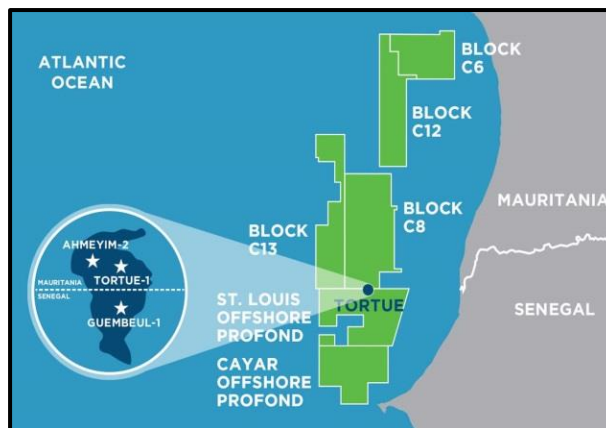 ATLANTIC
OCEAN
BLOCK
C6
BLOCK
C12
MAURITANIA
BLOCK
C8
BLOCK
C13
AHMEYIM-2
TORTUE-1
MAURITANIA
SENEGAL
GUEMBEUL-1
TORTUE
ST. LOUIS
OFFSHORE
PROFOND
SENEGAL
CAYAR
OFFSHORE
PROFOND